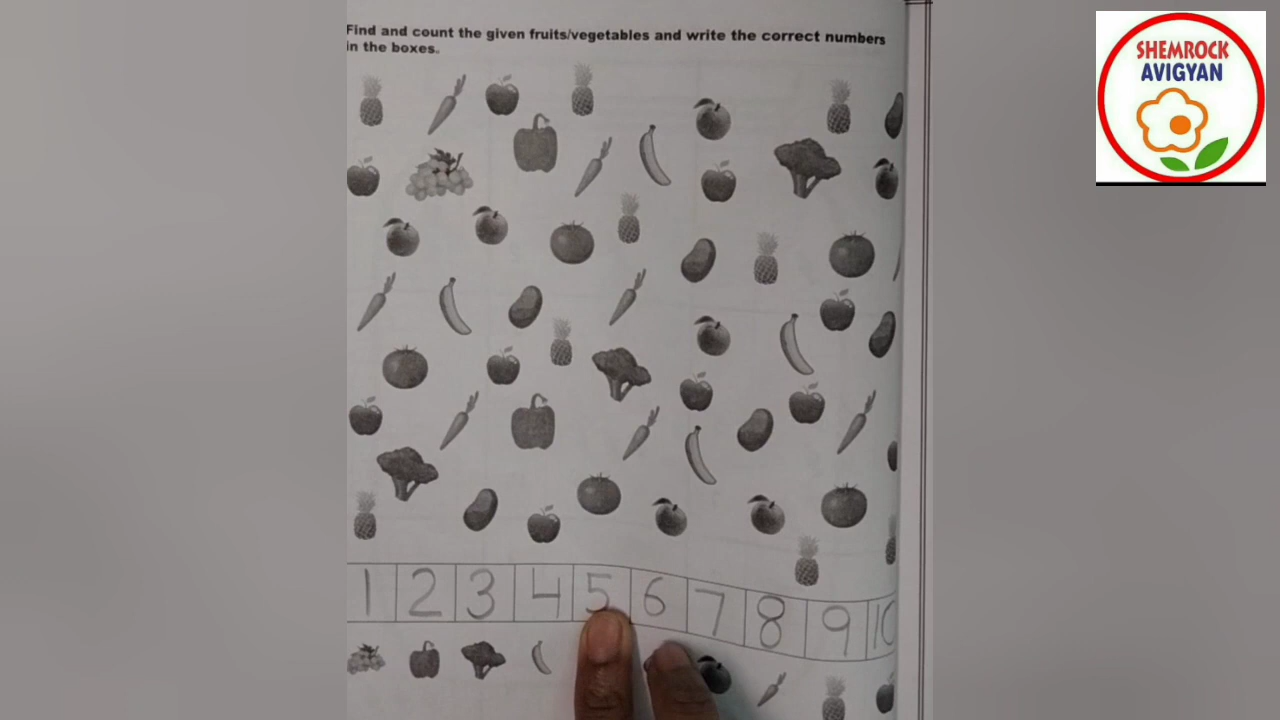 Find and count the given fruits/vegetables and write the correct numbers
in the boxes.
SHEMROCK
AVIGYAN
1 2 3 4 5 6 7 8 9 10